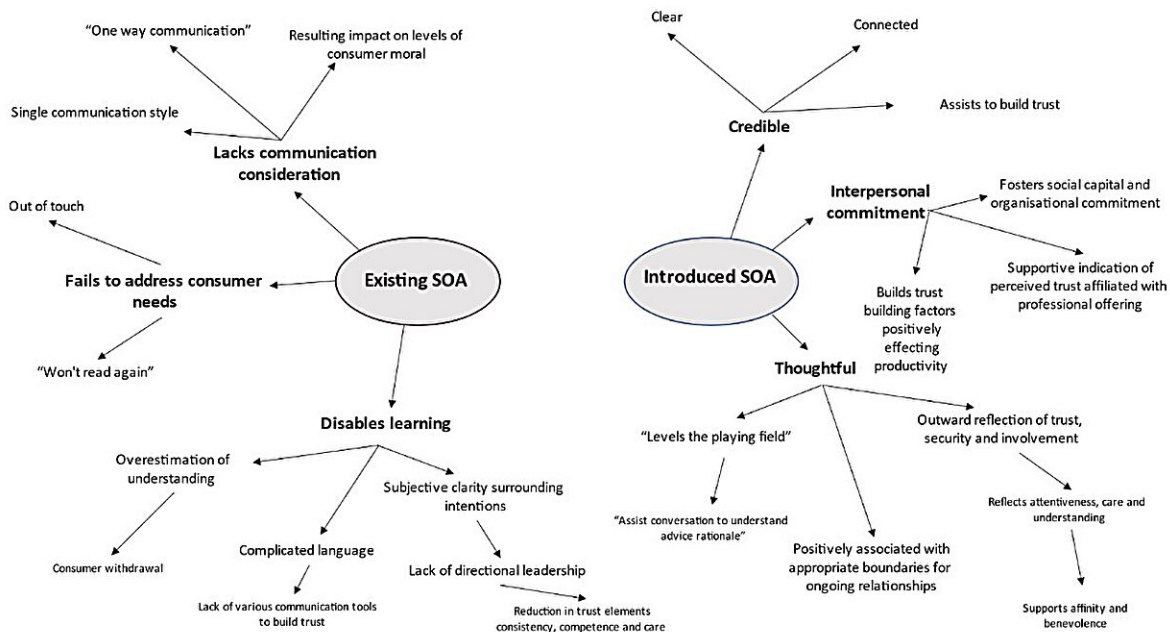 “One way communication”
Resulting impact on levels of
consumer moral
Single communication style
Lacks communication
consideration
Out of touch
Fails to address consumer
needs
“Won't read again”
Existing SOA
Disables learning
Overestimation of
understanding
Consumer withdrawal
Complicated language
Lack of various communication tools
to build trust
Subjective clarity surrounding
intentions
Lack of directional leadership
Reduction in trust elements
consistency, competence and care
Clear
Connected
Assists to build trust
Credible
Interpersonal
commitment
Fosters social capital and
organisational commitment
Supportive indication of
perceived trust affiliated with
professional offering
Builds trust
building factors
positively
effecting
productivity
Introduced SOA
Thoughtful
“Levels the playing field”
“Assist conversation to understand
advice rationale”
Positively associated with
appropriate boundaries for
ongoing relationships
Outward reflection of trust,
security and involvement
Reflects attentiveness, care and
understanding
Supports affinity and
benevolence